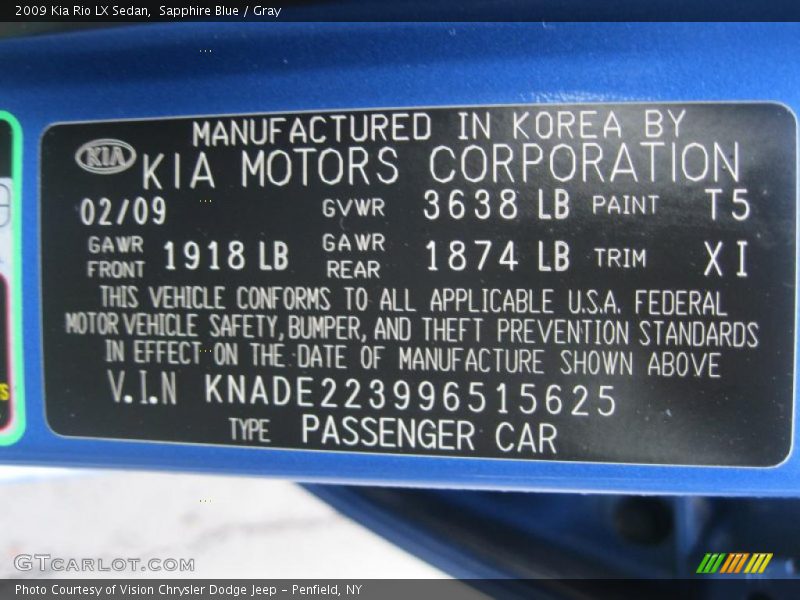 2009 Kia Rio LX Sedan, Sapphire Blue / Gray
MANUFACTURED IN KOREA BY
KIA KIA MOTORS CORPORATION
02/09 GVWR 3638 LB PAINT T5
GAWR FRONT 1918 LB GAWR REAR 1874 LB TRIM XI
THIS VEHICLE CONFORMS TO ALL APPLICABLE U.S.A. FEDERAL
MOTOR VEHICLE SAFETY, BUMPER, AND THEFT PREVENTION STANDARDS
IN EFFECT ON THE DATE OF MANUFACTURE SHOWN ABOVE
V.I.N KNADE223996515625
TYPE PASSENGER CAR
GTCARLOT.COM
Photo Courtesy of Vision Chrysler Dodge Jeep - Penfield, NY